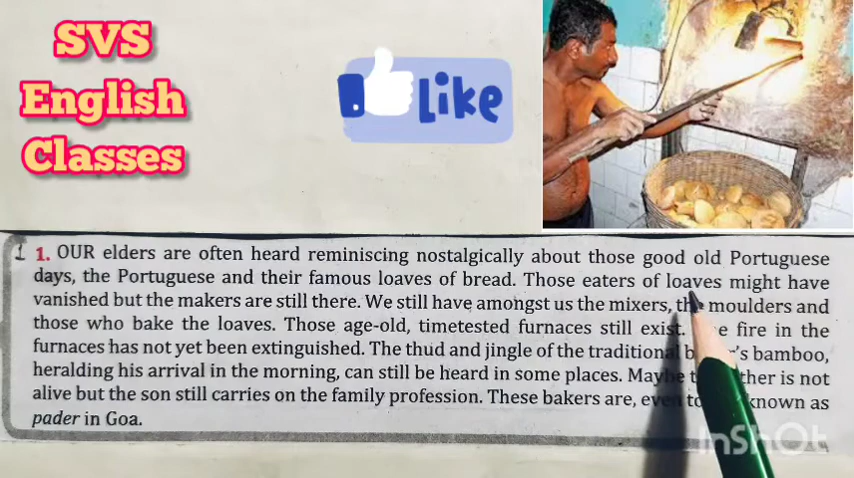 SVS
English
Classes
Like
1 1. OUR elders are often heard reminiscing nostalgically about those good old Portuguese
days, the Portuguese and their famous loaves of bread. Those eaters of loaves might have
vanished but the makers are still there. We still have amongst us the mixers, the moulders and
those who bake the loaves. Those age-old, timetested furnaces still exist. fire in the
furnaces has not yet been extinguished. The thud and jingle of the traditional bamboo,
heralding his arrival in the morning, can still be heard in some places. Maybe is not
alive but the son still carries on the family profession. These bakers are, known as
pader in Goa.
InShOt